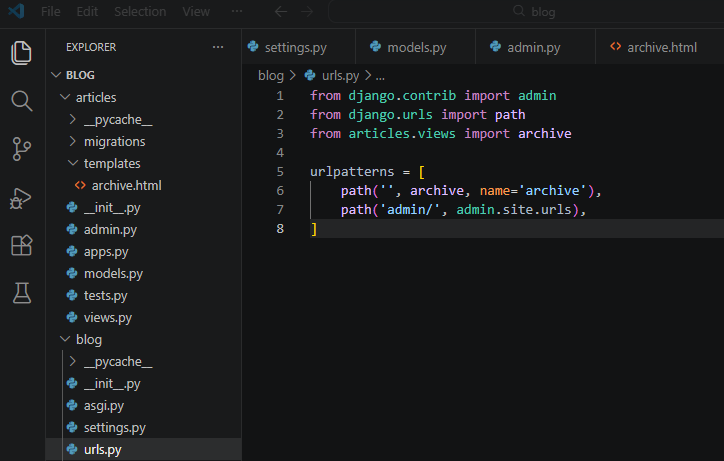 File Edit Selection View ··· blog
EXPLORER ···
settings.py models.py admin.py archive.html
BLOG
articles
__pycache__
migrations
templates
archive.html
__init__.py
admin.py
apps.py
models.py
tests.py
views.py
blog
__pycache__
__init__.py
asgi.py
settings.py
urls.py
blog > urls.py > ...
1 from django.contrib import admin
2 from django.urls import path
3 from articles.views import archive
4
5 urlpatterns = [
6     path('', archive, name='archive'),
7     path('admin/', admin.site.urls),
8 ]